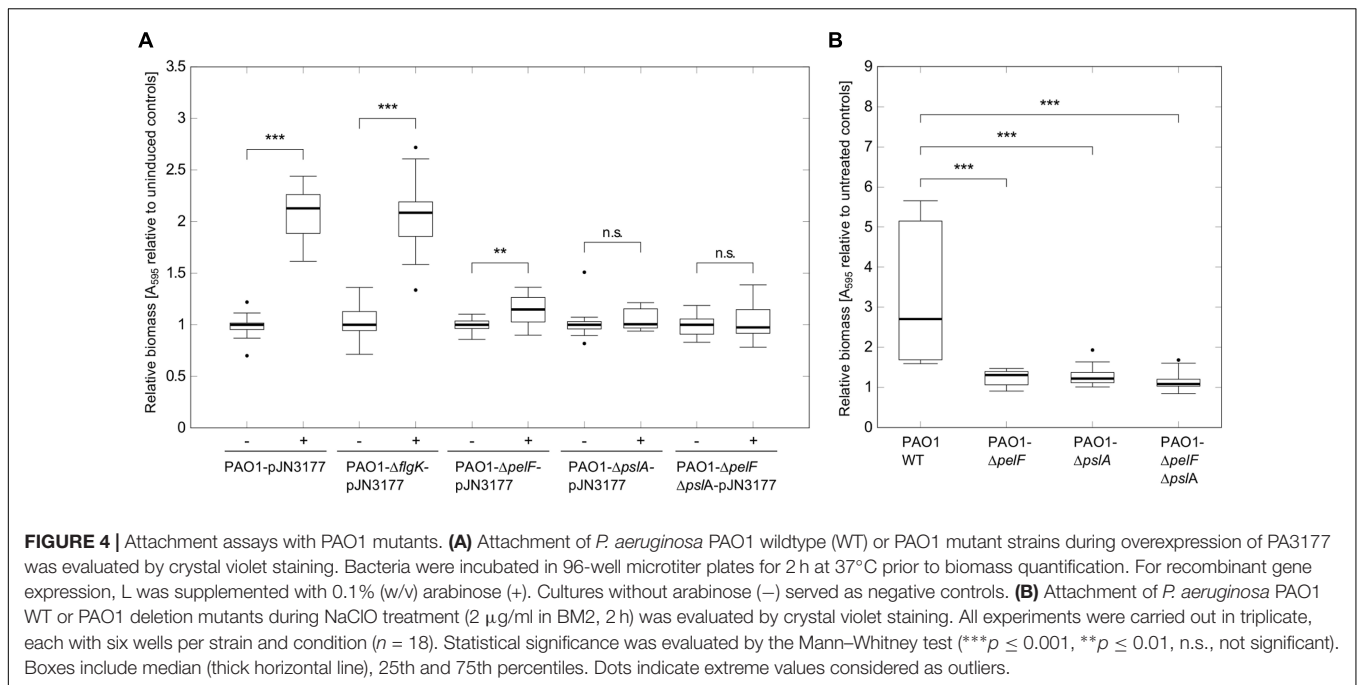 A
3.5
3
2.5
2
1.5
1
0.5
0
Relative biomass [A595 relative to uninduced controls]
***
***
**
n.s.
n.s.
- + - + - + - + - +
PAO1-pJN3177
PAO1-ΔflgK-
pJN3177
PAO1-ΔpelF-
pJN3177
PAO1-ΔpslA-
pJN3177
PAO1-ΔpelF
ΔpslA-pJN3177
B
9
8
7
6
5
4
3
2
1
0
Relative biomass [A595 relative to untreated controls]
***
***
***
PAO1
WT
PAO1-
ΔpelF
PAO1-
ΔpslA
PAO1-
ΔpelF
ΔpslA
FIGURE 4 | Attachment assays with PAO1 mutants. (A) Attachment of P. aeruginosa PAO1 wildtype (WT) or PAO1 mutant strains during overexpression of PA3177
was evaluated by crystal violet staining. Bacteria were incubated in 96-well microtiter plates for 2 h at 37°C prior to biomass quantification. For recombinant gene
expression, L was supplemented with 0.1% (w/v) arabinose (+). Cultures without arabinose (−) served as negative controls. (B) Attachment of P. aeruginosa PAO1
WT or PAO1 deletion mutants during NaClO treatment (2 μg/ml in BM2, 2 h) was evaluated by crystal violet staining. All experiments were carried out in triplicate,
each with six wells per strain and condition (n = 18). Statistical significance was evaluated by the Mann–Whitney test (***p ≤ 0.001, **p ≤ 0.01, n.s., not significant).
Boxes include median (thick horizontal line), 25th and 75th percentiles. Dots indicate extreme values considered as outliers.